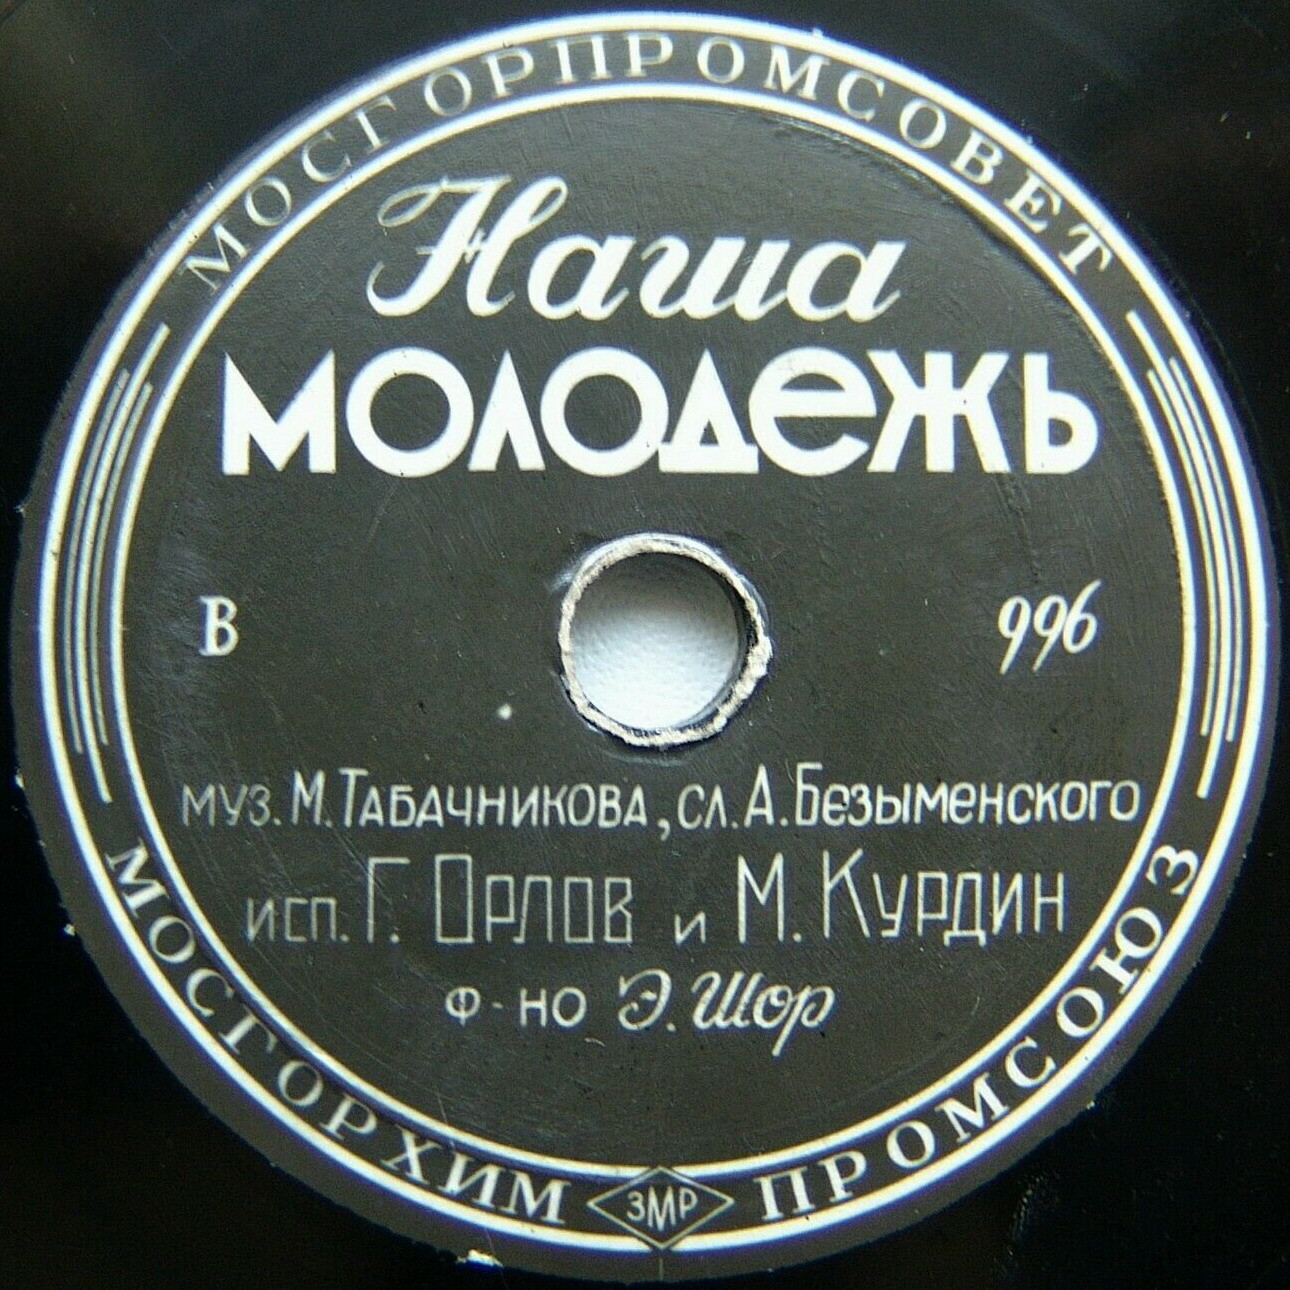 МОСГОРПРОМСОВЕТ
Наша
МОЛОДЕЖЬ
В 996
МУЗ. М. ТАБАЧНИКОВА, СЛ. А. БЕЗЫМЕНСКОГО
ИСП. Г. ОРЛОВ И М. КУРДИН
Ф-НО Э. Шор
МОСГОРХИМ ЗМР ПРОМСОЮЗ